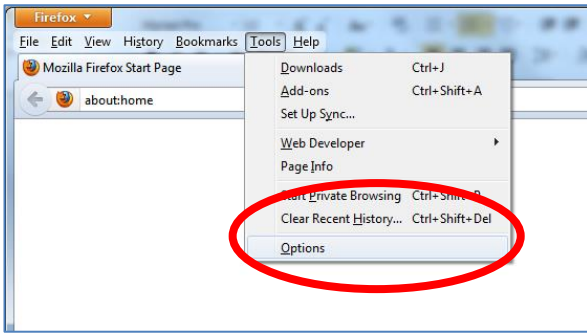 Firefox
File Edit View History Bookmarks Tools Help
Mozilla Firefox Start Page
about:home
Downloads Ctrl+J
Add-ons Ctrl+Shift+A
Set Up Sync...
Web Developer
Page Info
Start Private Browsing Ctrl+Shift+P
Clear Recent History... Ctrl+Shift+Del
Options